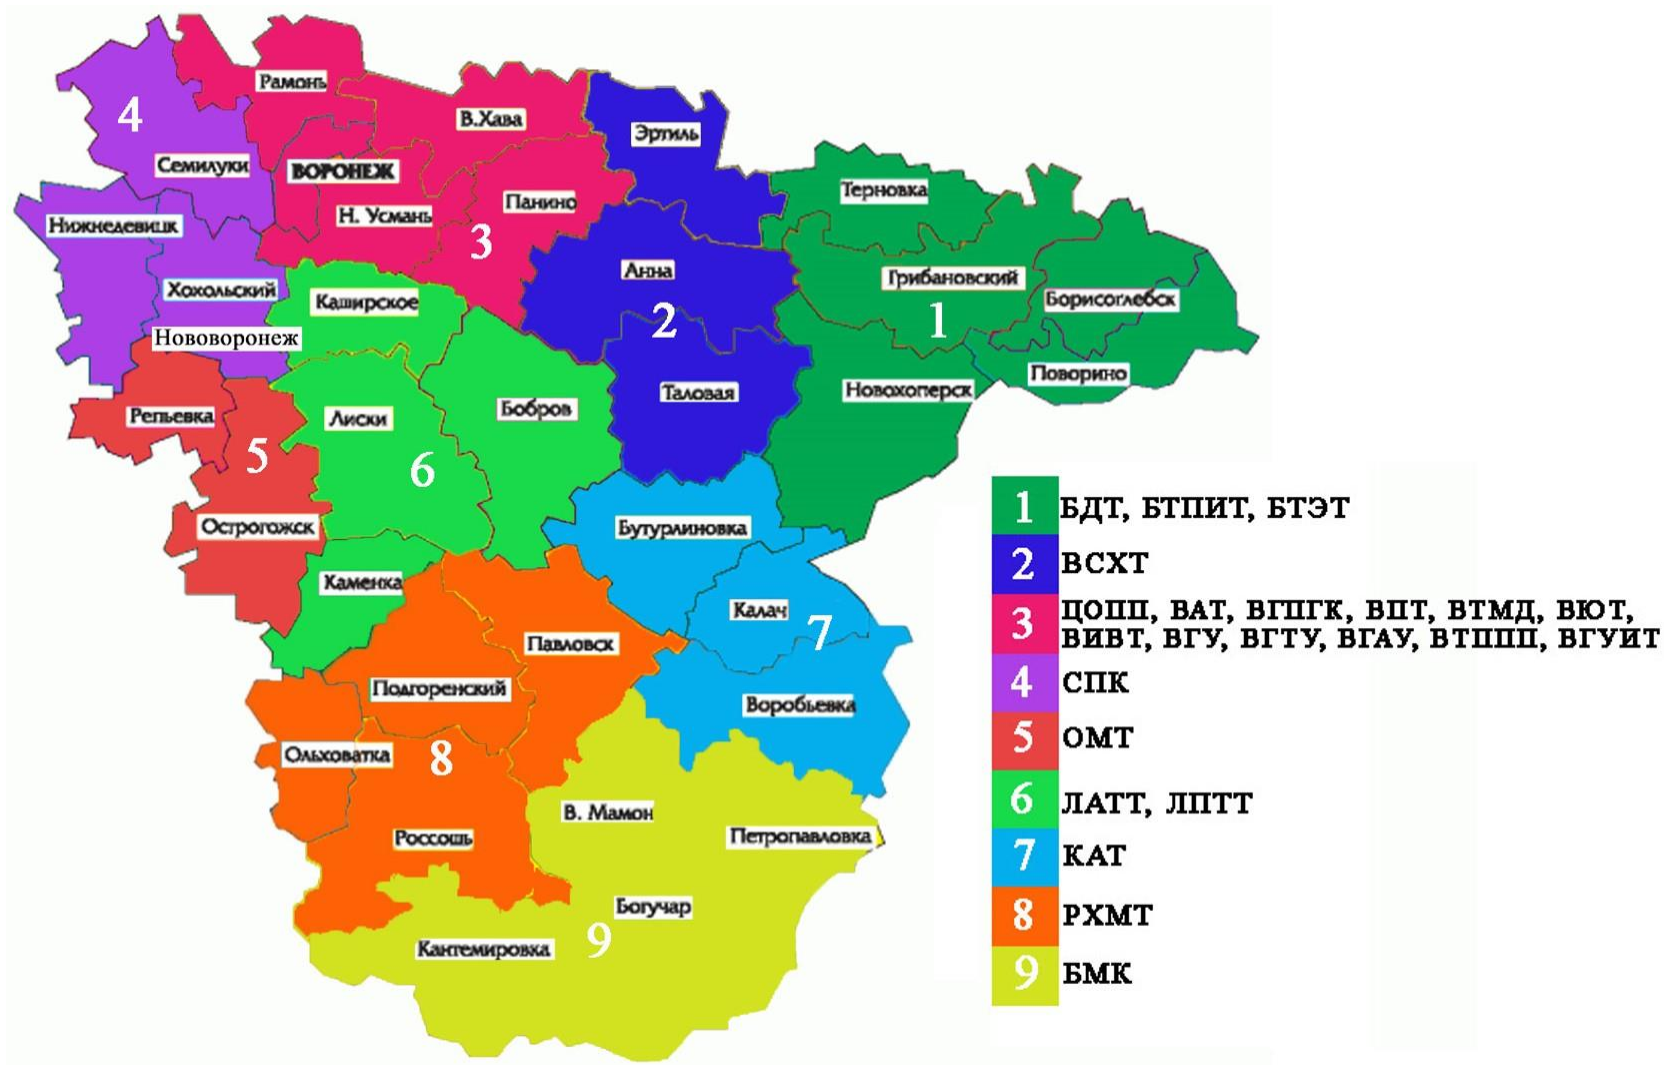 Рамонь
В.Хава
4
Эртиль
Семилуки
ВОРОНЕЖ
Терновка
Панино
Н. Усмань
Нижнедевицк
3
Анна
Грибановский
Хохольский
Каширское
Борисоглебск
2
1
Нововоронеж
Поворино
Таловая
Новохоперск
Репьевка
Лиски
Бобров
5
6
Острогожск
Бутурлиновка
Каменка
Калач
7
Павловск
Подгоренский
Воробьевка
Ольховатка
8
В. Мамон
Россошь
Петропавловка
Богучар
Кантемировка
9
1 БДТ, БТПИТ, БТЭТ
2 ВСХТ
3 ЦОПП, ВАТ, ВГПГК, ВПТ, ВТМД, ВЮТ,
ВИВТ, ВГУ, ВГТУ, ВГАУ, ВТППП, ВГУИТ
4 СПК
5 ОМТ
6 ЛАТТ, ЛПТТ
7 КАТ
8 РХМТ
9 БМК